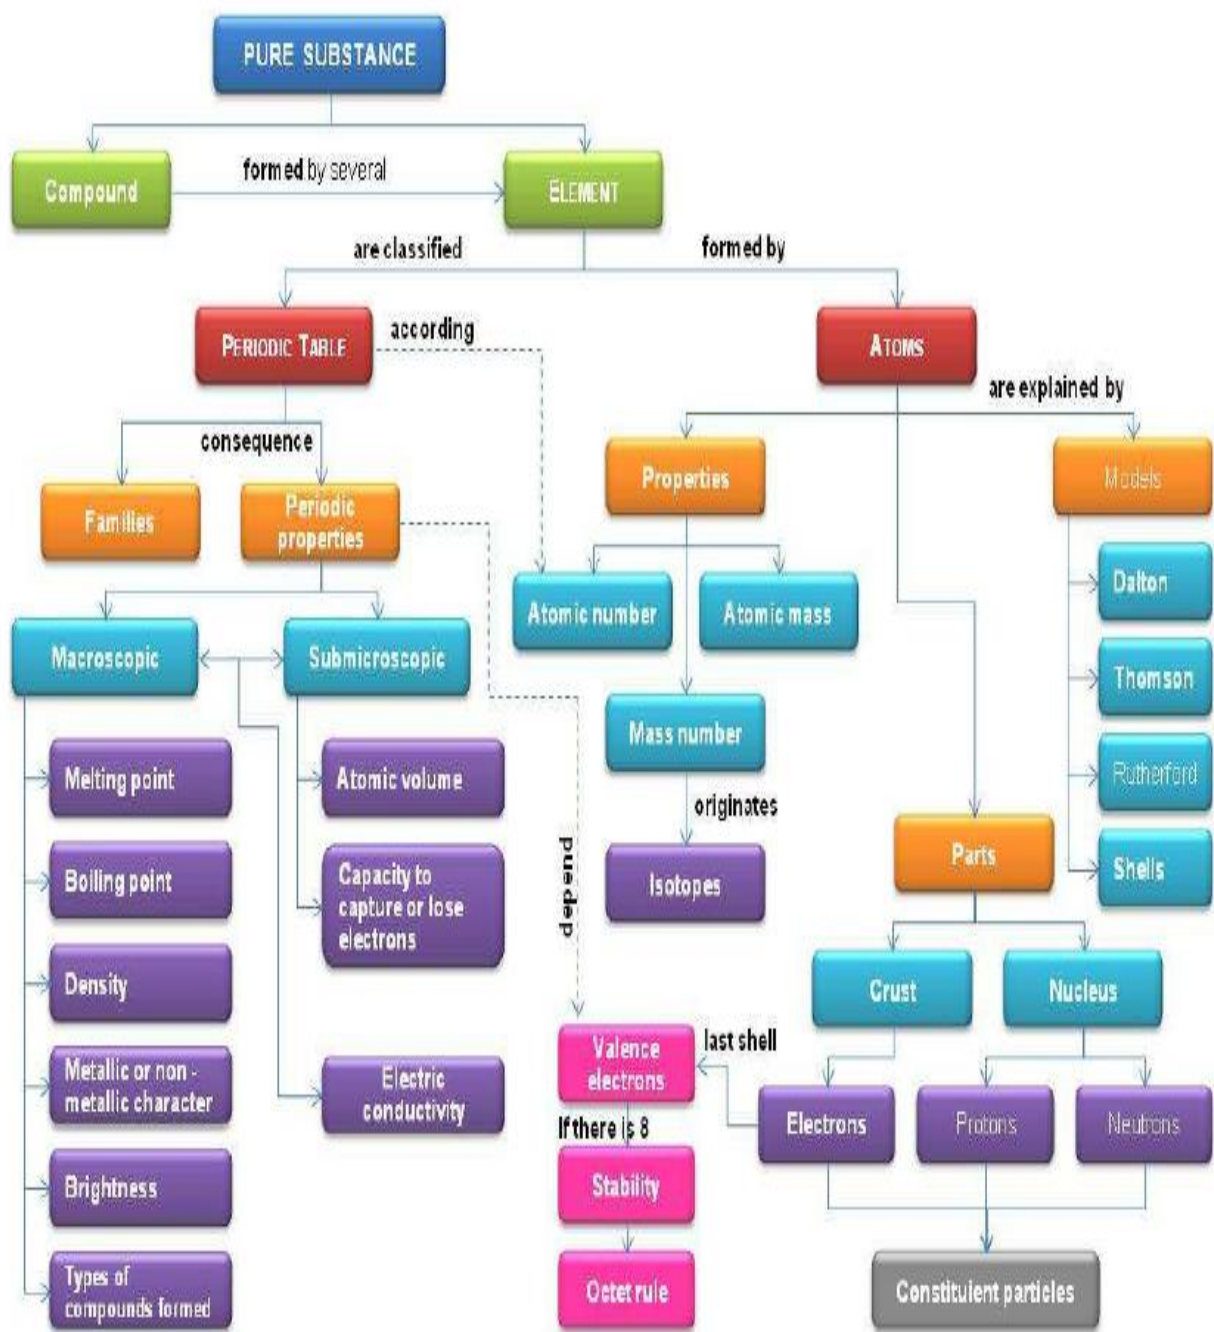 PURE SUBSTANCE
Compound
formed by several
ELEMENT
are classified
formed by
PERIODIC TABLE
according
ATOMS
are explained by
consequence
Families
Periodic
properties
Properties
Models
Atomic number
Atomic mass
Dalton
Macroscopic
Submicroscopic
Thomson
Mass number
Rutherford
Melting point
Atomic volume
originates
Parts
Shells
Boiling point
Capacity to
capture or lose
electrons
depend
Isotopes
Density
Crust
Nucleus
Metallic or non -
metallic character
Electric
conductivity
Valence
electrons
last shell
Electrons
Protons
Neutrons
If there is 8
Brightness
Stability
Types of
compounds formed
Octet rule
Constituient particles